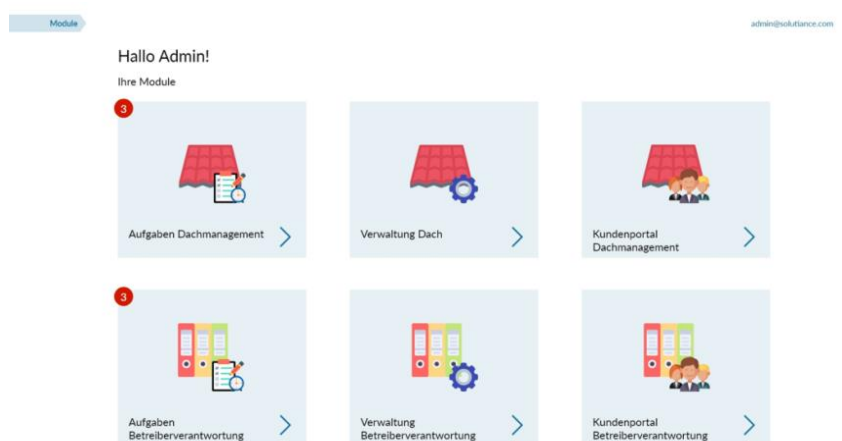 Module
admin@solutiance.com
Hallo Admin!
Ihre Module
3
Aufgaben Dachmanagement
Verwaltung Dach
Kundenportal
Dachmanagement
3
Aufgaben
Betreiberverantwortung
Verwaltung
Betreiberverantwortung
Kundenportal
Betreiberverantwortung